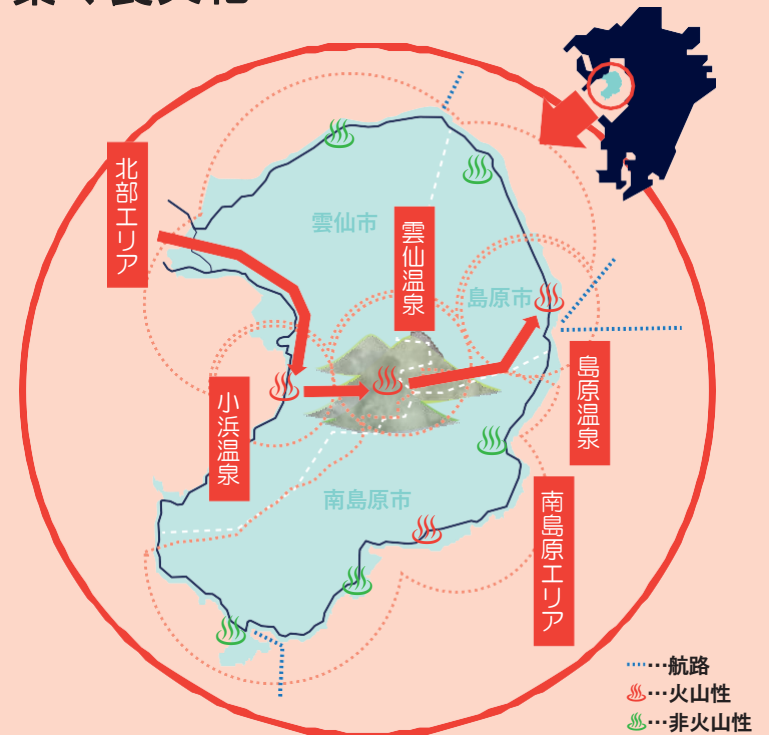 北部エリア
雲仙市
雲仙温泉
島原市
小浜温泉
島原温泉
南島原市
南島原エリア
…航路
…火山性
…非火山性